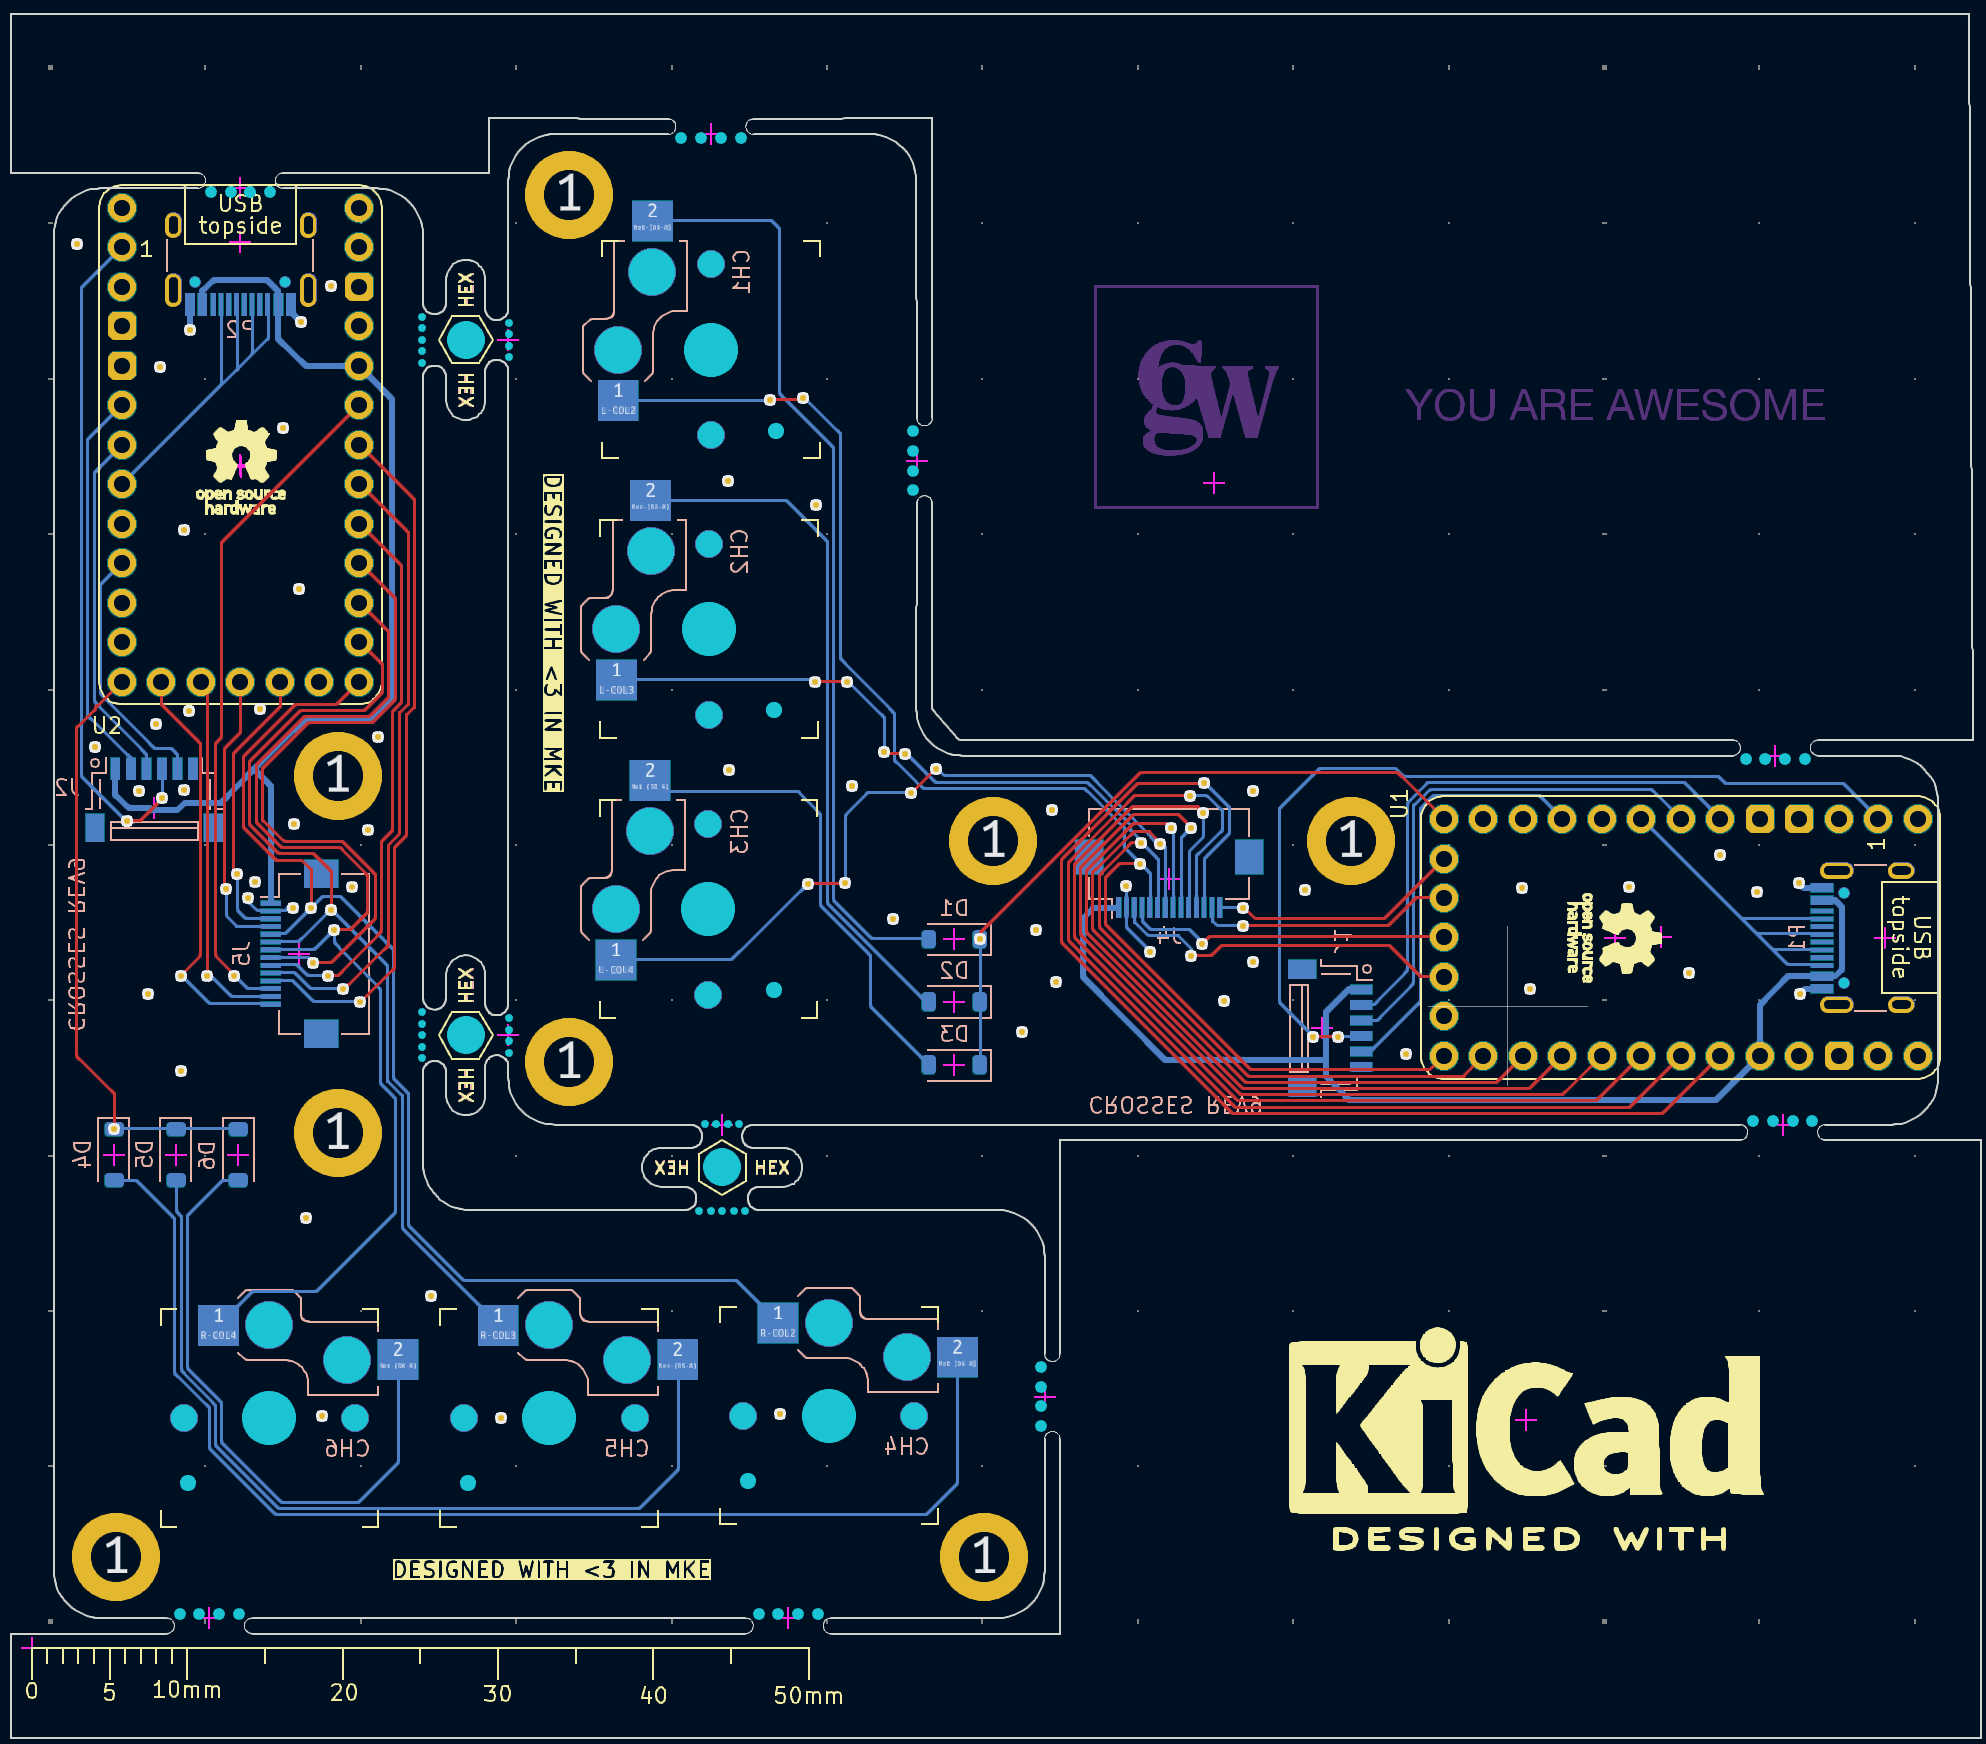 USB
topside
1
U2
J2
CROSSES REV9
J5
D4
D5
D6
open source
hardware
P2
HEX
HEX
HEX
HEX
HEX
HEX
1
1
1
1
1
1
1
1
2
CH1
1
L-COL2
DESIGNED WITH <3 IN MKE
2
CH2
1
L-COL3
2
CH3
1
L-COL4
D1
D2
D3
gw
YOU ARE AWESOME
U1
J4
1
open source
hardware
P1
USB
topside
CROSSES REV9
1
R-COL4
2
CH6
1
R-COL3
2
CH5
1
R-COL2
2
CH4
DESIGNED WITH <3 IN MKE
KiCad
DESIGNED WITH
0 5 10mm 20 30 40 50mm